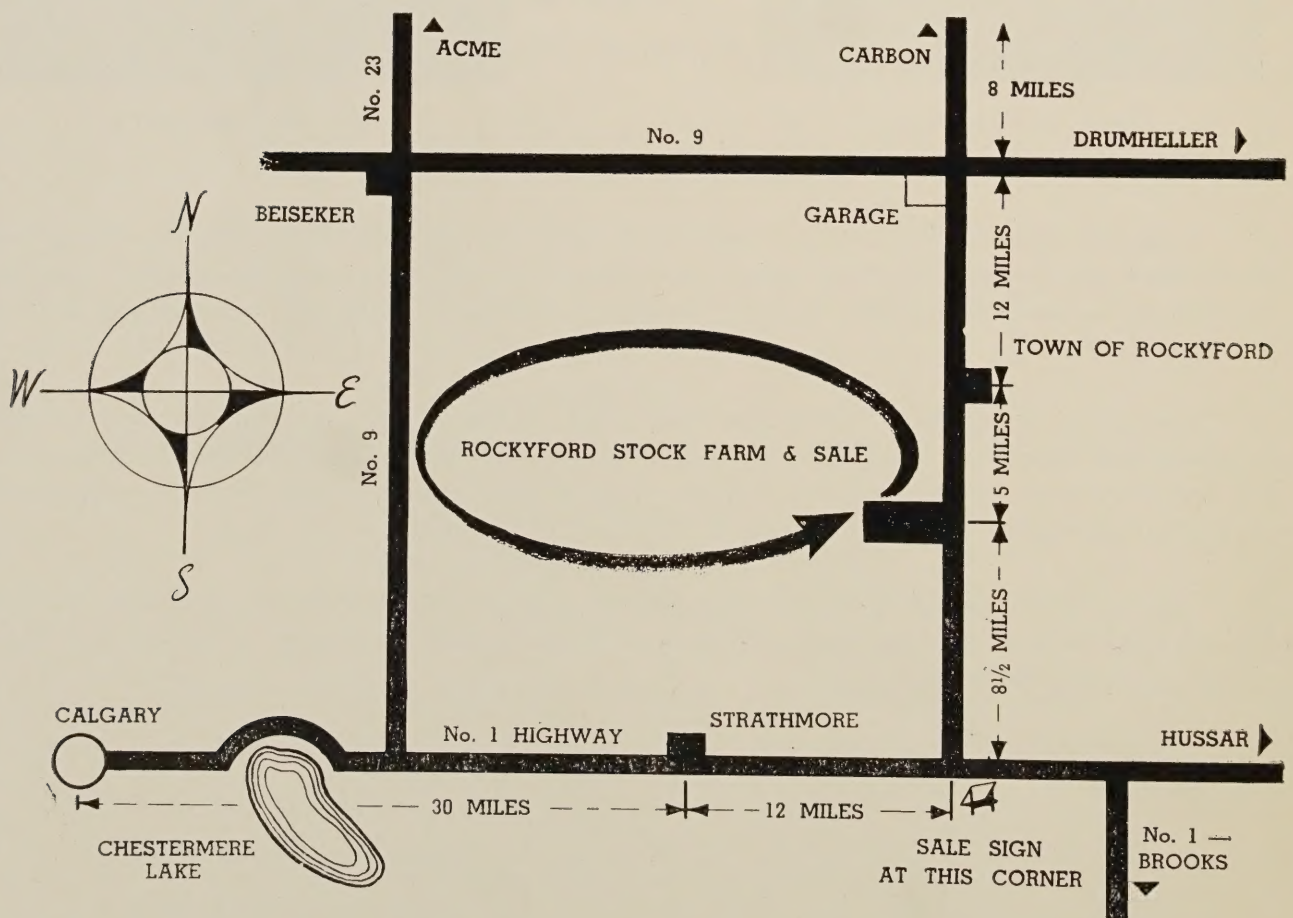 ACME
CARBON
No. 23
8 MILES
No. 9
DRUMHELLER
BEISEKER
GARAGE
N
12 MILES
TOWN OF ROCKYFORD
W
E
No. 9
ROCKYFORD STOCK FARM & SALE
5 MILES
S
8 1/2 MILES
CALGARY
No. 1 HIGHWAY
STRATHMORE
HUSSAR
30 MILES
12 MILES
CHESTERMERE
LAKE
SALE SIGN
AT THIS CORNER
No. 1 —
BROOKS